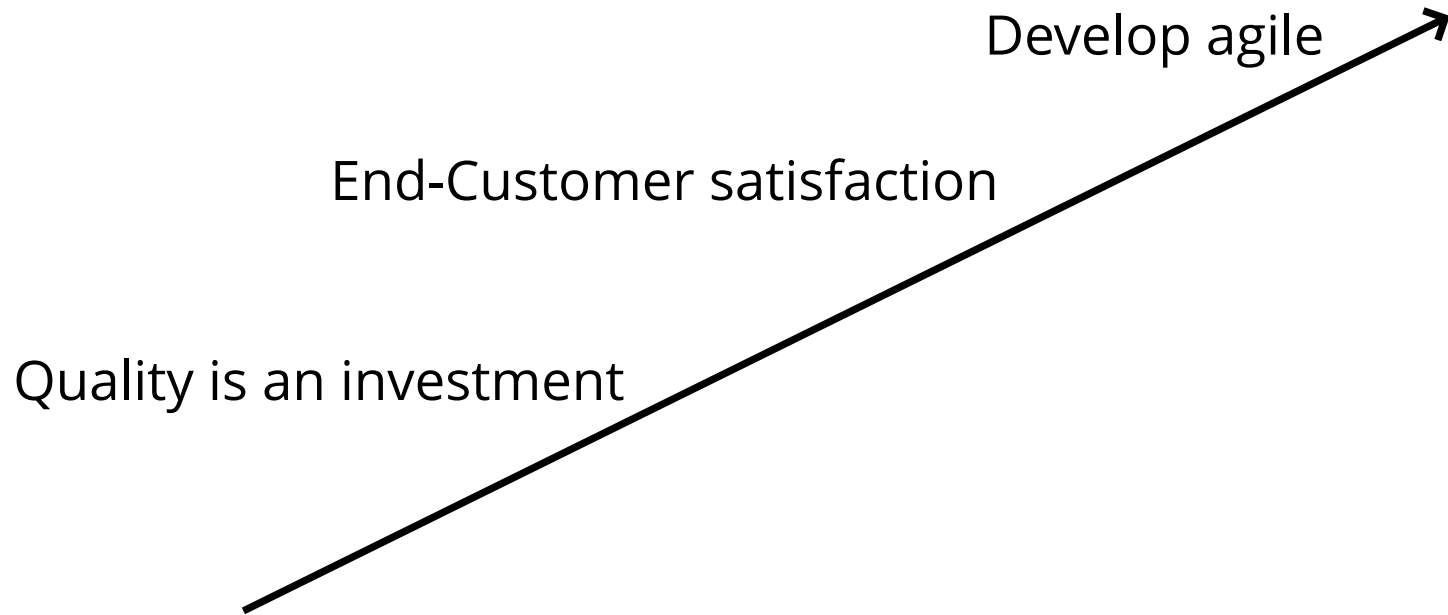 Develop agile
End-Customer satisfaction
Quality is an investment